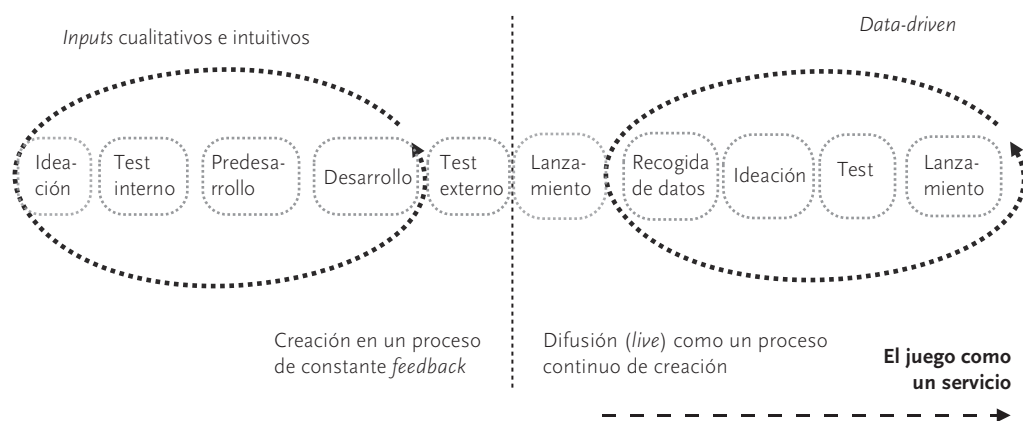 Inputs cualitativos e intuitivos
Data-driven
Idea-
ción
Test
interno
Predesa-
rrollo
Desarrollo
Test
externo
Lanza-
miento
Recogida
de datos
Ideación
Test
Lanza-
miento
Creación en un proceso
de constante feedback
Difusión (live) como un proceso
continuo de creación
El juego como
un servicio